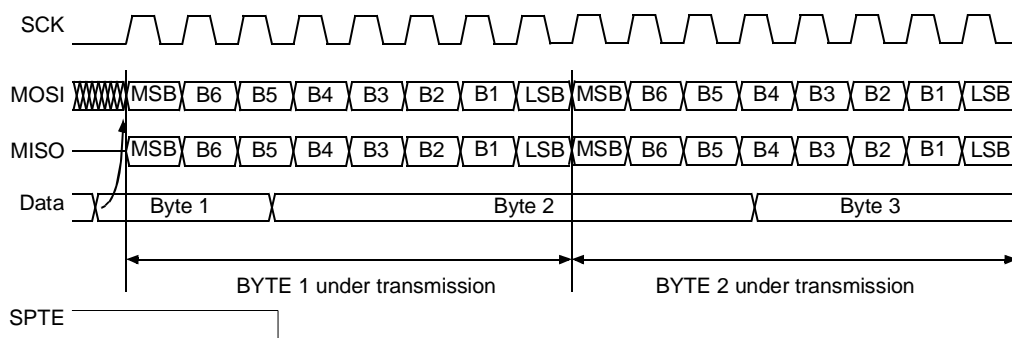 SCK
MOSI MSB B6 B5 B4 B3 B2 B1 LSB MSB B6 B5 B4 B3 B2 B1 LSB
MISO MSB B6 B5 B4 B3 B2 B1 LSB MSB B6 B5 B4 B3 B2 B1 LSB
Data Byte 1 Byte 2 Byte 3
BYTE 1 under transmission BYTE 2 under transmission
SPTE